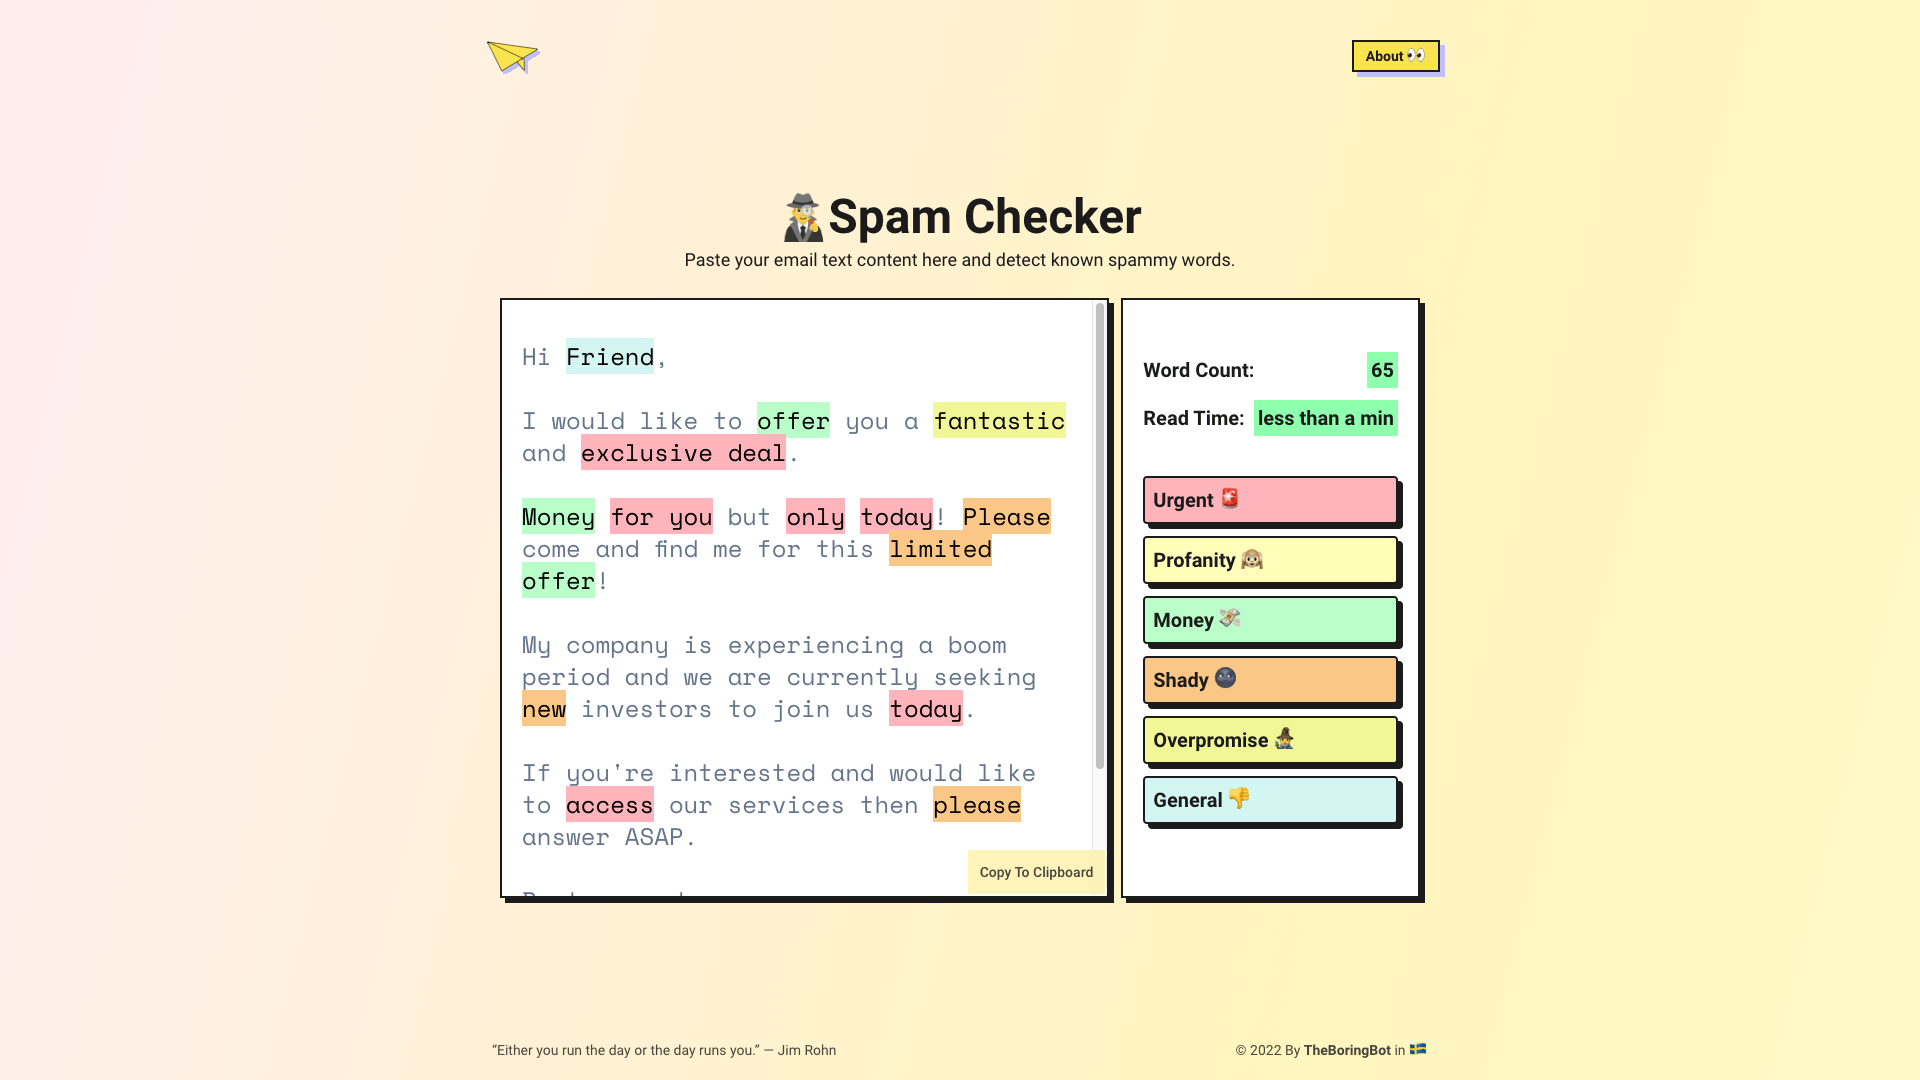 About 👀
🕵️Spam Checker
Paste your email text content here and detect known spammy words.
Hi Friend,
I would like to offer you a fantastic
and exclusive deal.
Money for you but only today! Please
come and find me for this limited
offer!
My company is experiencing a boom
period and we are currently seeking
new investors to join us today.
If you're interested and would like
to access our services then please
answer ASAP.
Copy To Clipboard
Word Count: 65
Read Time: less than a min
Urgent 🚨
Profanity 🙉
Money 💸
Shady 🌚
Overpromise 🧙‍♀️
General 👎
“Either you run the day or the day runs you.” — Jim Rohn
© 2022 By TheBoringBot in 🇸🇪